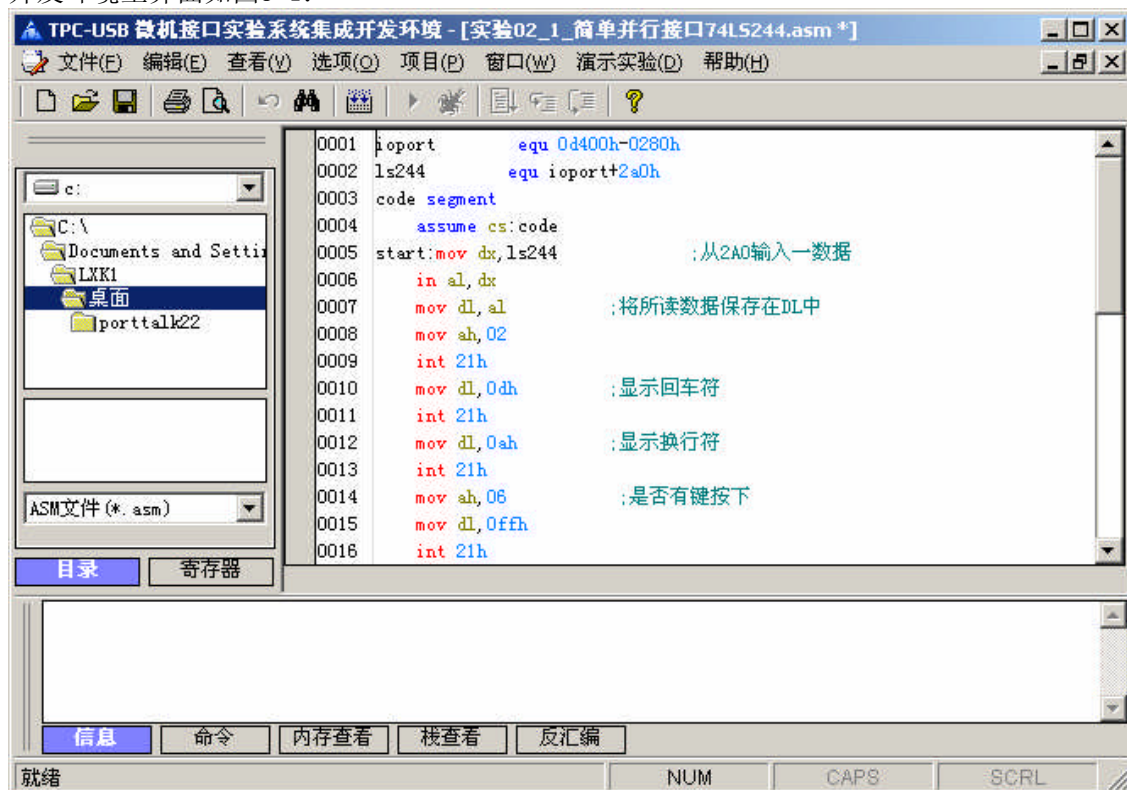 TPC-USB 微机接口实验系统集成开发环境 - [实验02_1_简单并行接口74LS244.asm *]
文件(F) 编辑(E) 查看(V) 选项(O) 项目(P) 窗口(W) 演示实验(D) 帮助(H)
c:
C:\
Documents and Settin
LXK1
桌面
porttalk22
ASM文件(*.asm)
目录 寄存器
0001 ioport equ 0d400h-0280h
0002 ls244 equ ioport+2a0h
0003 code segment
0004 assume cs:code
0005 start:mov dx,ls244 ;从2A0输入一数据
0006 in al,dx
0007 mov dl,al ;将所读数据保存在DL中
0008 mov ah,02
0009 int 21h
0010 mov dl,0dh ;显示回车符
0011 int 21h
0012 mov dl,0ah ;显示换行符
0013 int 21h
0014 mov ah,06 ;是否有键按下
0015 mov dl,0ffh
0016 int 21h
信息 命令 内存查看 栈查看 反汇编
就绪 NUM CAPS SCRL